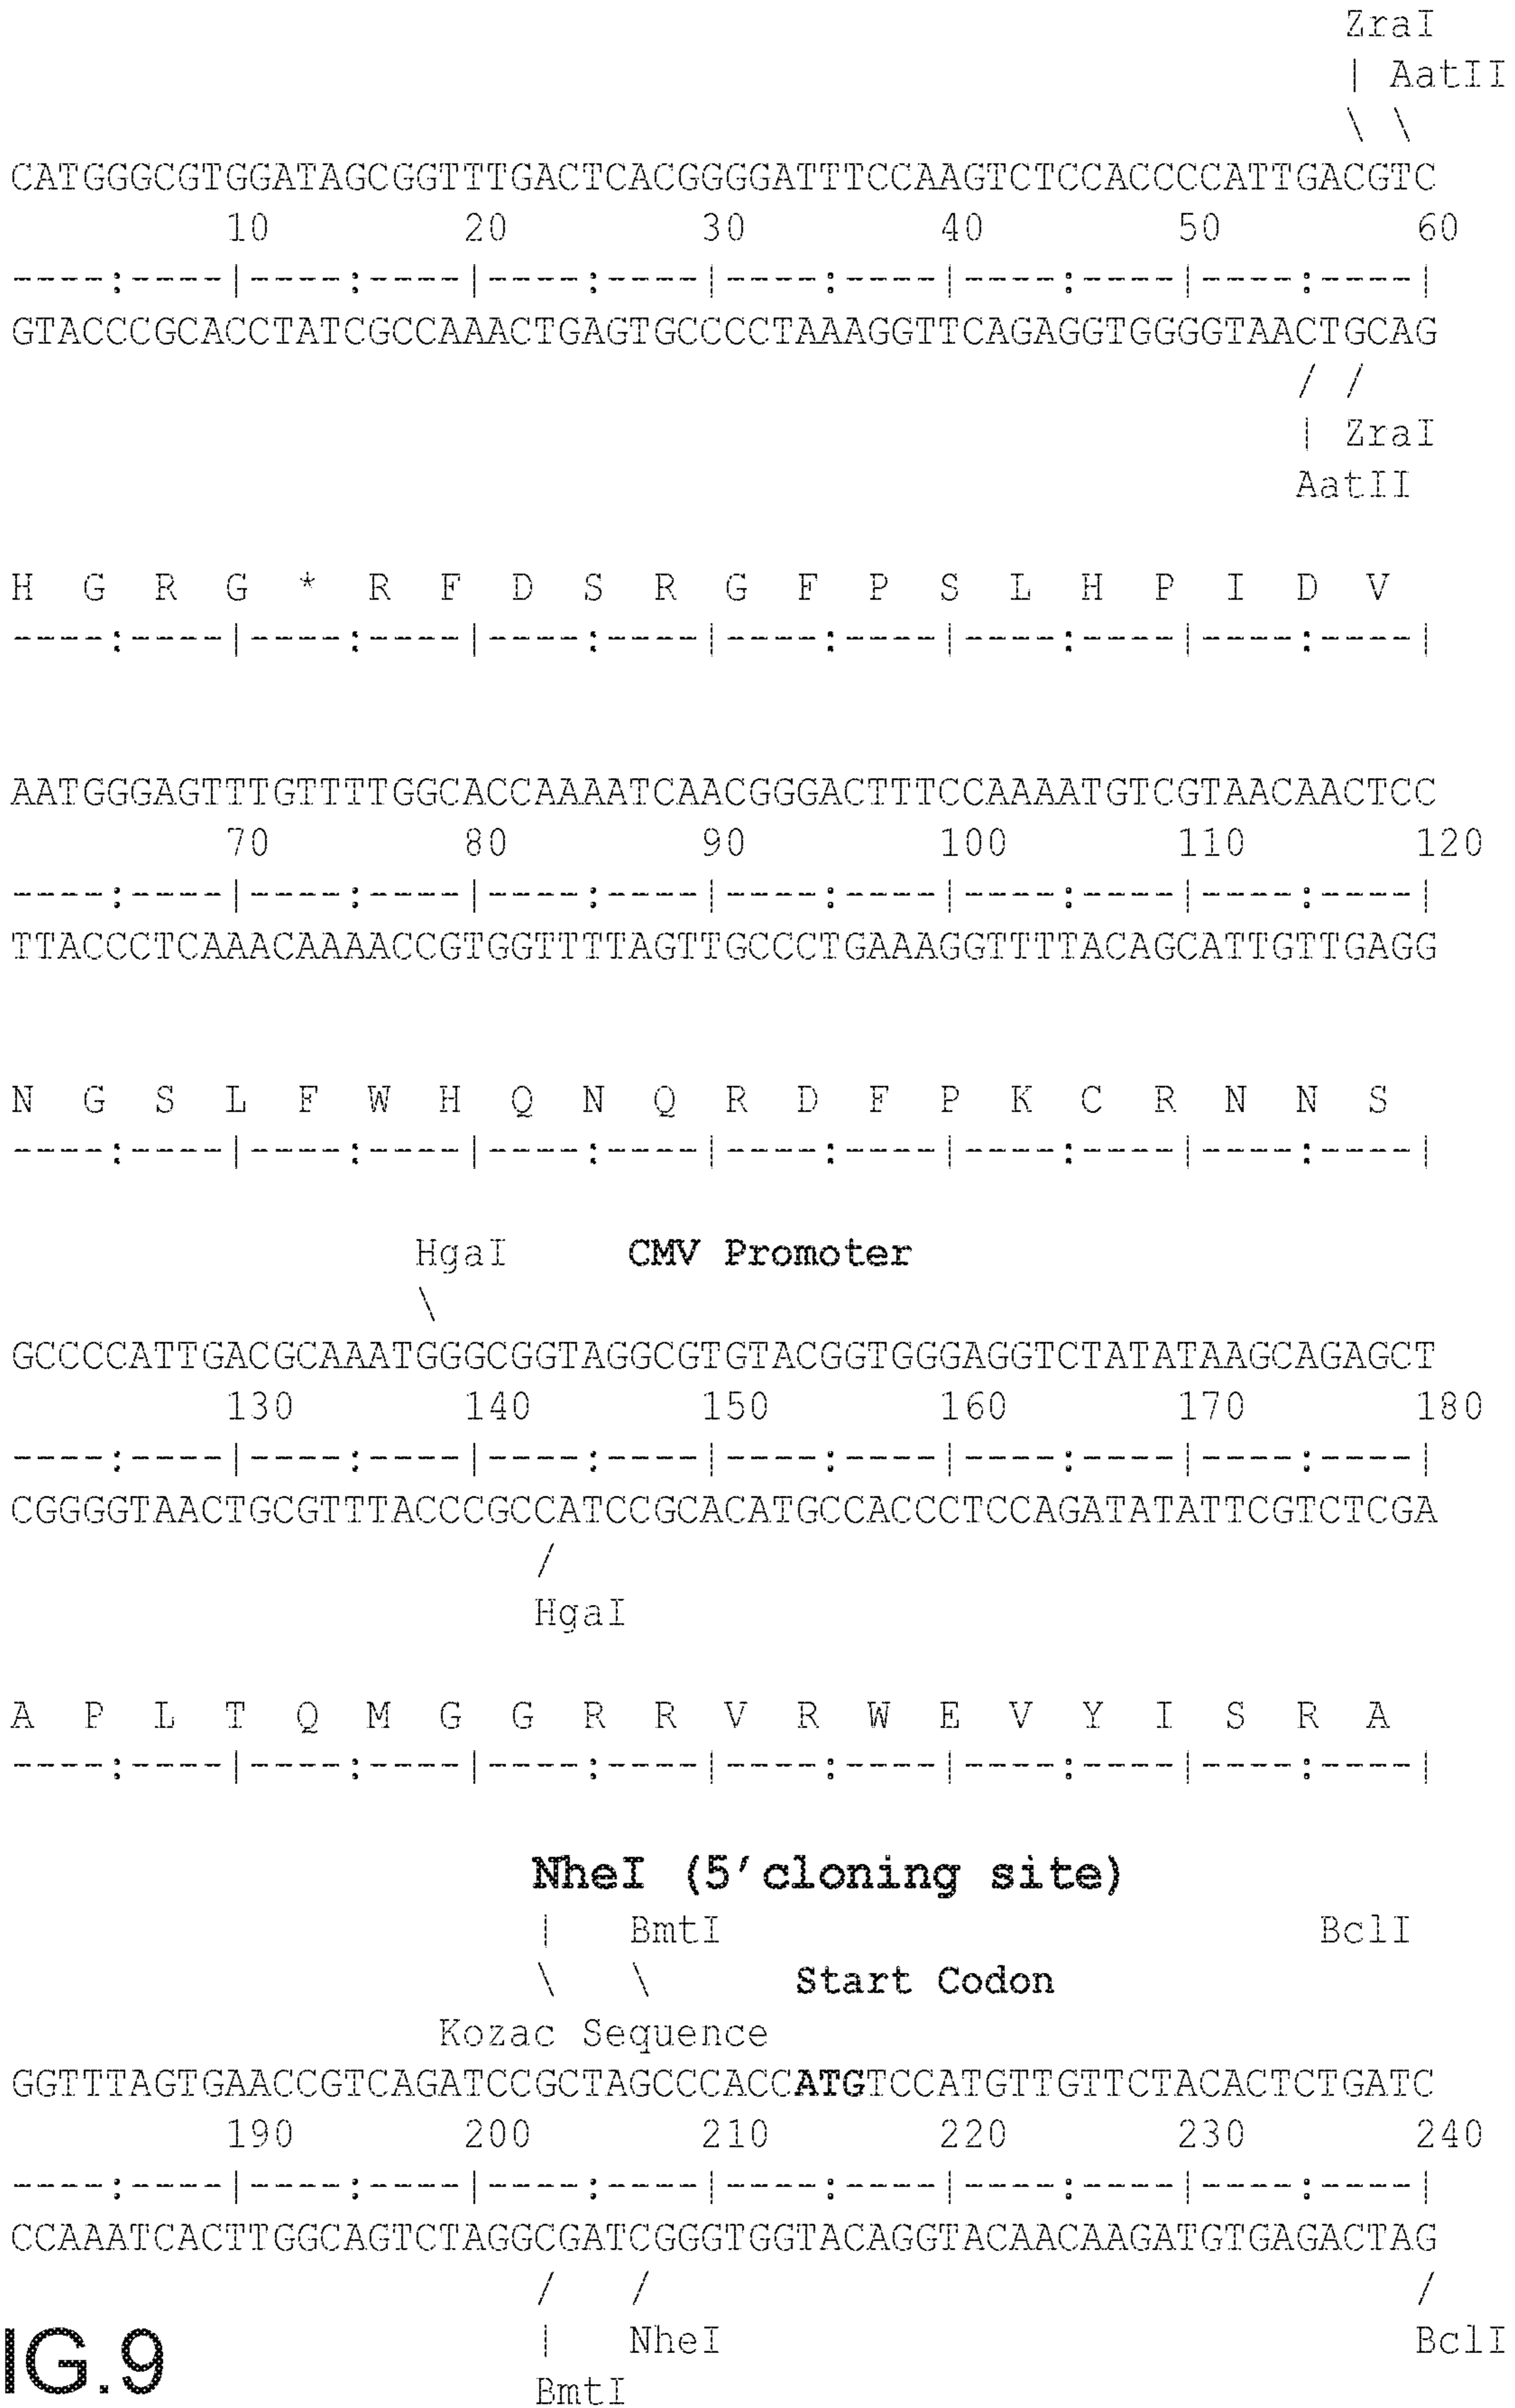 ZraI
| AatII
\ \
CATGGGCGTGGATAGCGGTTTGACTCACGGGGATTTCCAAGTCTCCACCCCATTGACGTC
10 20 30 40 50 60
----:----|----:----|----:----|----:----|----:----|----:----|
GTACCCGCACCTATCGCCAAACTGAGTGCCCCTAAAGGTTCAGAGGTGGGGTAACTGCAG
/ /
| ZraI
AatII
H G R G * R F D S R G F P S L H P I D V
----:----|----:----|----:----|----:----|----:----|----:----|
AATGGGAGTTTGTTTTGGCACCAAAATCAACGGGACTTTCCAAAATGTCGTAACAACTCC
70 80 90 100 110 120
----:----|----:----|----:----|----:----|----:----|----:----|
TTACCCTCAAACAAAACCGTGGTTTTAGTTGCCCTGAAAGGTTTTACAGCATTGTTGAGG
N G S L F W H Q N Q R D F P K C R N N S
----:----|----:----|----:----|----:----|----:----|----:----|
HgaI CMV Promoter
\
GCCCCATTGACGCAAATGGGCGGTAGGCGTGTACGGTGGGAGGTCTATATAAGCAGAGCT
130 140 150 160 170 180
----:----|----:----|----:----|----:----|----:----|----:----|
CGGGGTAACTGCGTTTACCCGCCATCCGCACATGCCACCCTCCAGATATATTCGTCTCGA
/
HgaI
A P L T Q M G G R R V R W E V Y I S R A
----:----|----:----|----:----|----:----|----:----|----:----|
NheI (5'cloning site)
| BmtI BclI
\ \ Start Codon
Kozac Sequence
GGTTTAGTGAACCGTCAGATCCGCTAGCCCACCATGTCCATGTTGTTCTACACTCTGATC
190 200 210 220 230 240
----:----|----:----|----:----|----:----|----:----|----:----|
CCAAATCACTTGGCAGTCTAGGCGATCGGGTGGTACAGGTACAACAAGATGTGAGACTAG
/ / /
| NheI BclI
BmtI
IG.9